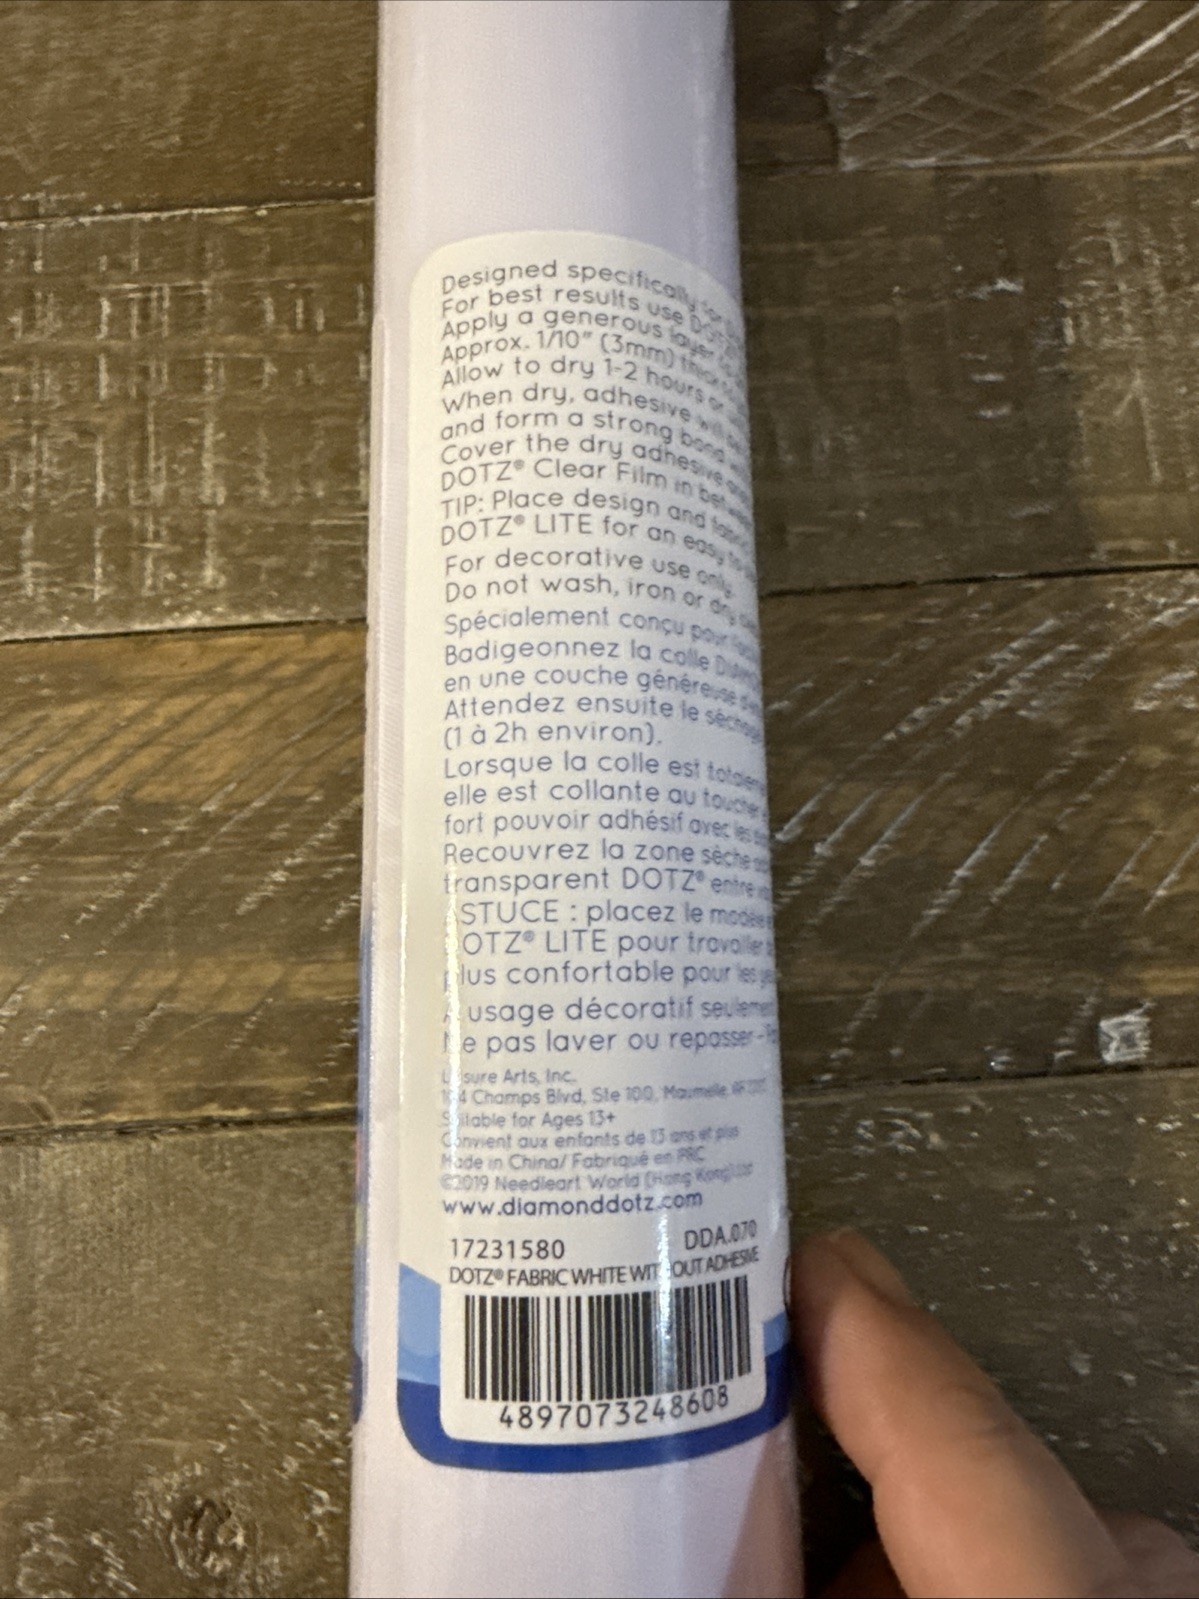 Designed specifically for
For best results use
Apply a generous layer
Approx. 1/10" (3mm) thick
Allow to dry 1-2 hours or
When dry, adhesive will
and form a strong bond
Cover the dry adhesive
DOTZ® Clear Film in between
TIP: Place design and fabric
DOTZ® LITE for an easy
For decorative use only.
Do not wash, iron or dry
Spécialement conçu pour
Badigeonnez la colle
en une couche généreuse
Attendez ensuite le séchage
(1 à 2h environ).
Lorsque la colle est
elle est collante au toucher
fort pouvoir adhésif avec les
Recouvrez la zone sèche
transparent DOTZ® entre
ASTUCE : placez le modèle
DOTZ® LITE pour travailler
plus confortable pour les
À usage décoratif seulement
Ne pas laver ou repasser -
Leisure Arts, Inc.
104 Champs Blvd, Ste 100, Maumelle,
Suitable for Ages 13+
Convient aux enfants de 13 ans et plus
Made in China/ Fabriqué en PRC
©2019 Needleart World (Hong Kong) Ltd
www.diamonddotz.com
17231580 DDA.070
DOTZ® FABRIC WHITE WITHOUT ADHESIVE
4897073248608